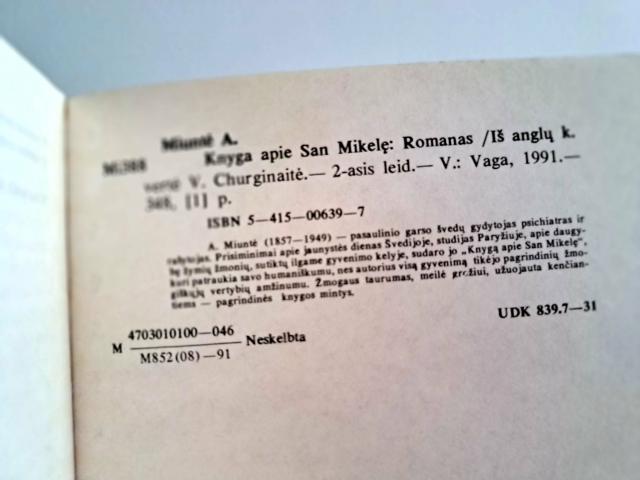 Miuntė A.
Mi588 Knyga apie San Mikelę: Romanas /Iš anglų k.
vertė V. Churginaitė.— 2-asis leid.— V.: Vaga, 1991.—
[1] p.
ISBN 5—415—00639—7
A. Miuntė (1857—1949) — pasaulinio garso švedų gydytojas psichiatras ir
rašytojas. Prisiminimai apie jaunystės dienas Švedijoje, studijas Paryžiuje, apie daugy-
bę žymių žmonių, sutiktų ilgame gyvenimo kelyje, sudaro jo „Knygą apie San Mikelę“,
kuri patraukia savo humaniškumu, nes autorius visą gyvenimą tikėjo pagrindinių žmo-
giškųjų vertybių amžinumu. Žmogaus taurumas, meilė grožiui, užuojauta kenčian-
tiems — pagrindinės knygos mintys.
UDK 839.7—31
M 4703010100—046 Neskelbta
M852(08)—91